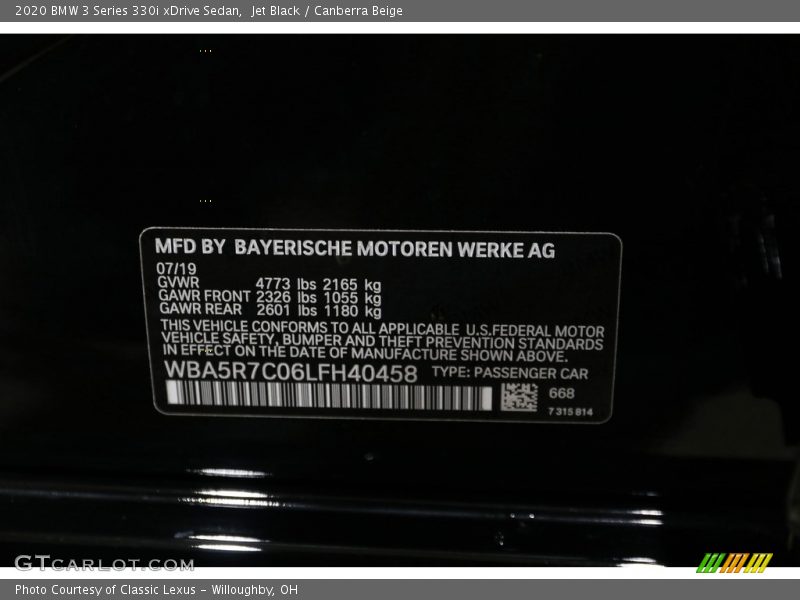 2020 BMW 3 Series 330i xDrive Sedan, Jet Black / Canberra Beige
MFD BY BAYERISCHE MOTOREN WERKE AG
07/19
GVWR 4773 lbs 2165 kg
GAWR FRONT 2326 lbs 1055 kg
GAWR REAR 2601 lbs 1180 kg
THIS VEHICLE CONFORMS TO ALL APPLICABLE U.S.FEDERAL MOTOR
VEHICLE SAFETY, BUMPER AND THEFT PREVENTION STANDARDS
IN EFFECT ON THE DATE OF MANUFACTURE SHOWN ABOVE.
WBA5R7C06LFH40458 TYPE: PASSENGER CAR
668
7 315 814
GTCARLOT.COM
Photo Courtesy of Classic Lexus - Willoughby, OH